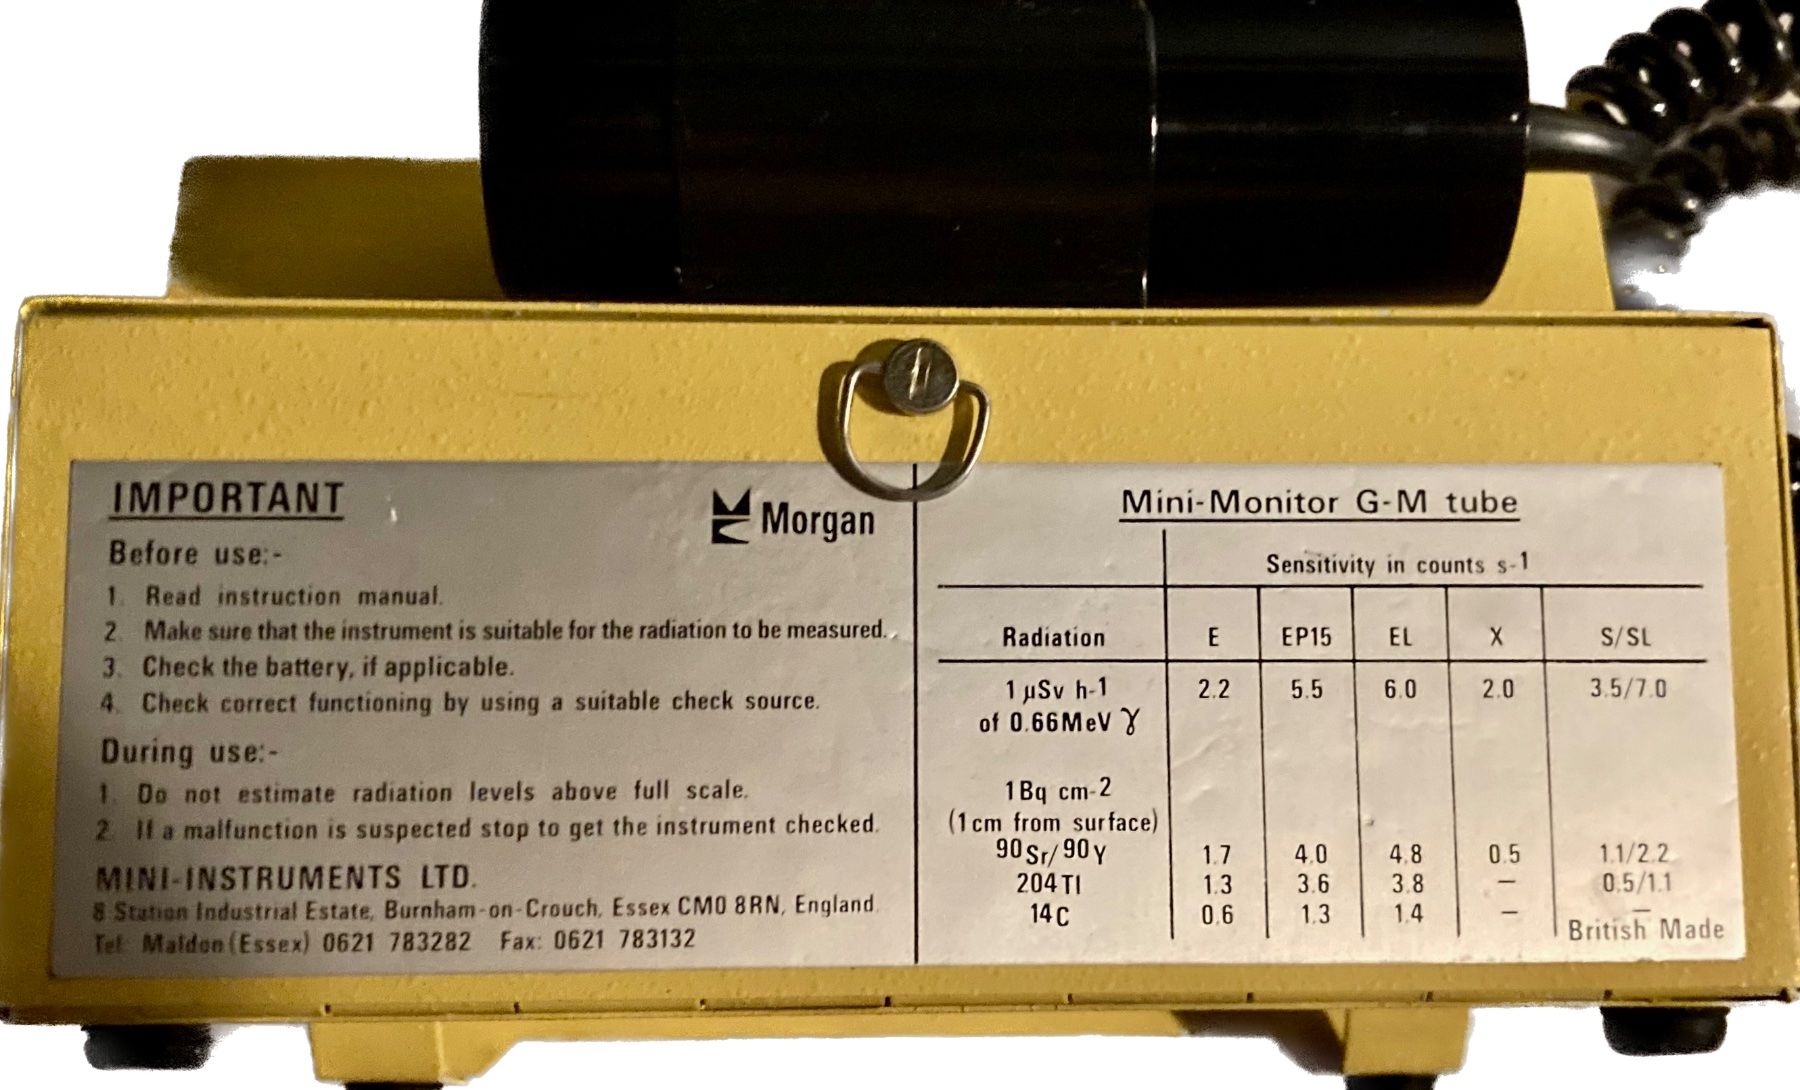 IMPORTANT
Morgan
Before use:-
1. Read instruction manual.
2. Make sure that the instrument is suitable for the radiation to be measured.
3. Check the battery, if applicable.
4. Check correct functioning by using a suitable check source.
During use:-
1. Do not estimate radiation levels above full scale.
2. If a malfunction is suspected stop to get the instrument checked.
MINI-INSTRUMENTS LTD.
8 Station Industrial Estate, Burnham-on-Crouch, Essex CM0 8RN, England.
Tel: Maldon (Essex) 0621 783282 Fax: 0621 783132
Mini-Monitor G-M tube
Sensitivity in counts s-1
Radiation E EP15 EL X S/SL
1 µSv h-1 2.2 5.5 6.0 2.0 3.5/7.0
of 0.66MeV γ
1Bq cm-2
(1cm from surface)
90Sr/90Y 1.7 4.0 4.8 0.5 1.1/2.2
204Tl 1.3 3.6 3.8 – 0.5/1.1
14C 0.6 1.3 1.4 – –
British Made